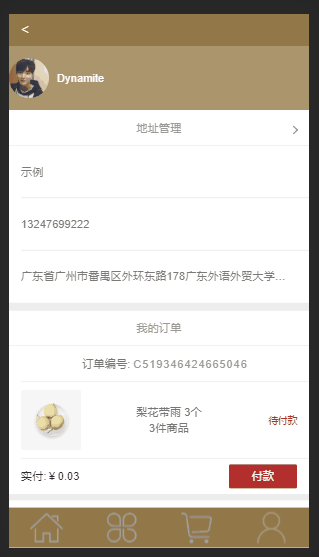 <
Dynamite
地址管理
示例
13247699222
广东省广州市番禺区外环东路178广东外语外贸大学...
我的订单
订单编号: C519346424665046
梨花带雨 3个
3件商品
待付款
实付: ¥ 0.03
付款